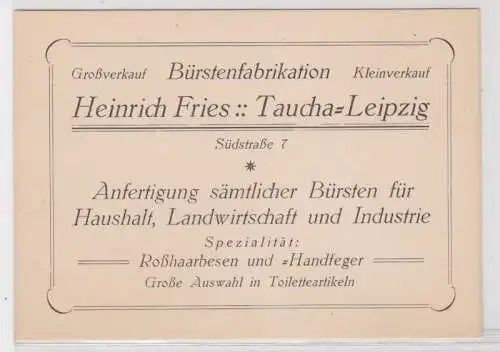 Großverkauf Bürstenfabrikation Kleinverkauf
Heinrich Fries :: Taucha=Leipzig
Südstraße 7
Anfertigung sämtlicher Bürsten für
Haushalt, Landwirtschaft und Industrie
Spezialität:
Roßhaarbesen und =Handfeger
Große Auswahl in Toiletteartikeln